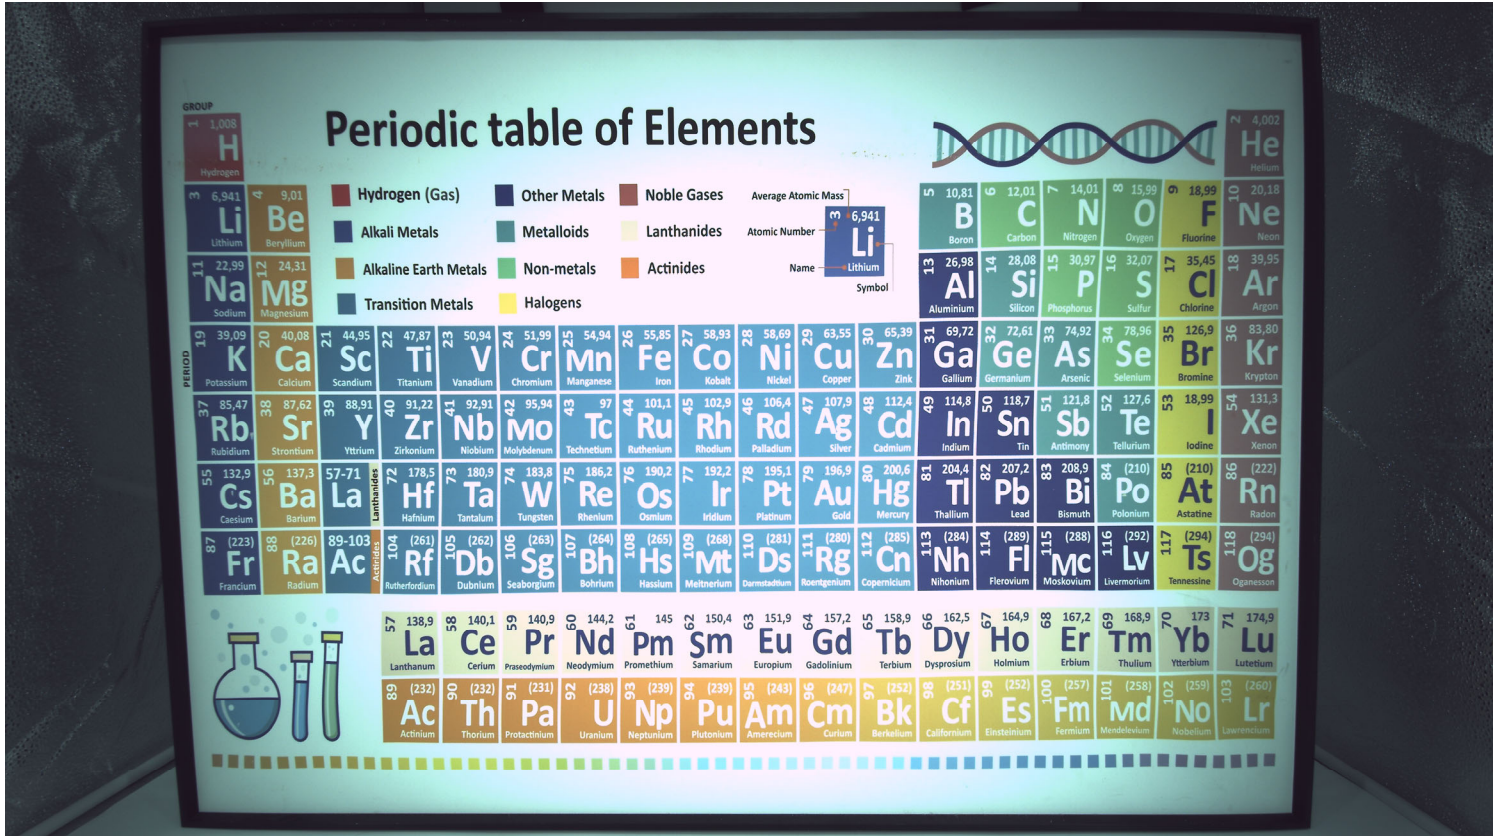 GROUP
Periodic table of Elements
1 1,008 H Hydrogen
2 4,002 He Helium
Hydrogen (Gas) Other Metals Noble Gases
Alkali Metals Metalloids Lanthanides
Alkaline Earth Metals Non-metals Actinides
Transition Metals Halogens
Average Atomic Mass
Atomic Number
3 6,941 Li Lithium
Name
Symbol
3 6,941 Li Lithium
4 9,01 Be Beryllium
5 10,81 B Boron
6 12,01 C Carbon
7 14,01 N Nitrogen
8 15,99 O Oxygen
9 18,99 F Fluorine
10 20,18 Ne Neon
11 22,99 Na Sodium
12 24,31 Mg Magnesium
13 26,98 Al Aluminium
14 28,08 Si Silicon
15 30,97 P Phosphorus
16 32,07 S Sulfur
17 35,45 Cl Chlorine
18 39,95 Ar Argon
PERIOD
19 39,09 K Potassium
20 40,08 Ca Calcium
21 44,95 Sc Scandium
22 47,87 Ti Titanium
23 50,94 V Vanadium
24 51,99 Cr Chromium
25 54,94 Mn Manganese
26 55,85 Fe Iron
27 58,93 Co Kobalt
28 58,69 Ni Nickel
29 63,55 Cu Copper
30 65,39 Zn Zink
31 69,72 Ga Gallium
32 72,61 Ge Germanium
33 74,92 As Arsenic
34 78,96 Se Selenium
35 126,9 Br Bromine
36 83,80 Kr Krypton
37 85,47 Rb Rubidium
38 87,62 Sr Strontium
39 88,91 Y Yttrium
40 91,22 Zr Zirkonium
41 92,91 Nb Niobium
42 95,94 Mo Molybdenum
43 97 Tc Technetium
44 101,1 Ru Ruthenium
45 102,9 Rh Rhodium
46 106,4 Rd Palladium
47 107,9 Ag Silver
48 112,4 Cd Cadmium
49 114,8 In Indium
50 118,7 Sn Tin
51 121,8 Sb Antimony
52 127,6 Te Tellurium
53 18,99 I Iodine
54 131,3 Xe Xenon
55 132,9 Cs Caesium
56 137,3 Ba Barium
57-71 La Lanthanides
72 178,5 Hf Hafnium
73 180,9 Ta Tantalum
74 183,8 W Tungsten
75 186,2 Re Rhenium
76 190,2 Os Osmium
77 192,2 Ir Iridium
78 195,1 Pt Platinum
79 196,9 Au Gold
80 200,6 Hg Mercury
81 204,4 Tl Thallium
82 207,2 Pb Lead
83 208,9 Bi Bismuth
84 (210) Po Polonium
85 (210) At Astatine
86 (222) Rn Radon
87 (223) Fr Francium
88 (226) Ra Radium
89-103 Ac Actinides
104 (261) Rf Rutherfordium
105 (262) Db Dubnium
106 (263) Sg Seaborgium
107 (264) Bh Bohrium
108 (265) Hs Hassium
109 (268) Mt Meitnerium
110 (281) Ds Darmstadtium
111 (280) Rg Roentgenium
112 (285) Cn Copernicium
113 (284) Nh Nihonium
114 (289) Fl Flerovium
115 (288) Mc Moskovium
116 (292) Lv Livermorium
117 (294) Ts Tennessine
118 (294) Og Oganesson
57 138,9 La Lanthanum
58 140,1 Ce Cerium
59 140,9 Pr Praseodymium
60 144,2 Nd Neodymium
61 145 Pm Promethium
62 150,4 Sm Samarium
63 151,9 Eu Europium
64 157,2 Gd Gadolinium
65 158,9 Tb Terbium
66 162,5 Dy Dysprosium
67 164,9 Ho Holmium
68 167,2 Er Erbium
69 168,9 Tm Thulium
70 173 Yb Ytterbium
71 174,9 Lu Lutetium
89 (232) Ac Actinium
90 (232) Th Thorium
91 (231) Pa Protactinium
92 (238) U Uranium
93 (239) Np Neptunium
94 (239) Pu Plutonium
95 (243) Am Amerecium
96 (247) Cm Curium
97 (252) Bk Berkelium
98 (251) Cf Californium
99 (252) Es Einsteinium
100 (257) Fm Fermium
101 (258) Md Mendelevium
102 (259) No Nobelium
103 (260) Lr Lawrencium